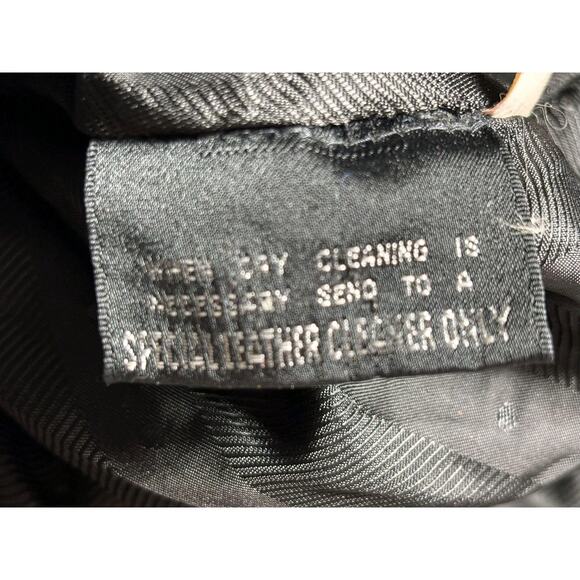 WHEN DRY CLEANING IS
NECESSARY SEND TO A
SPECIAL LEATHER CLEANER ONLY